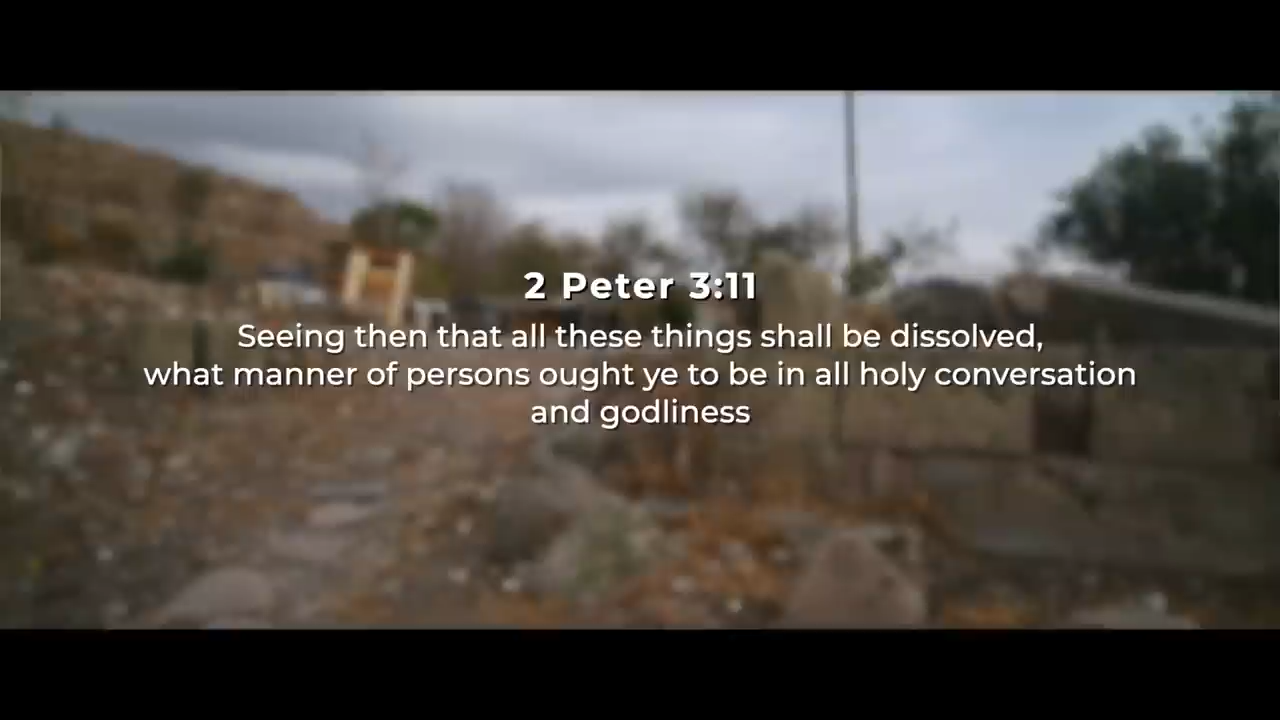 2 Peter 3:11
Seeing then that all these things shall be dissolved,
what manner of persons ought ye to be in all holy conversation
and godliness